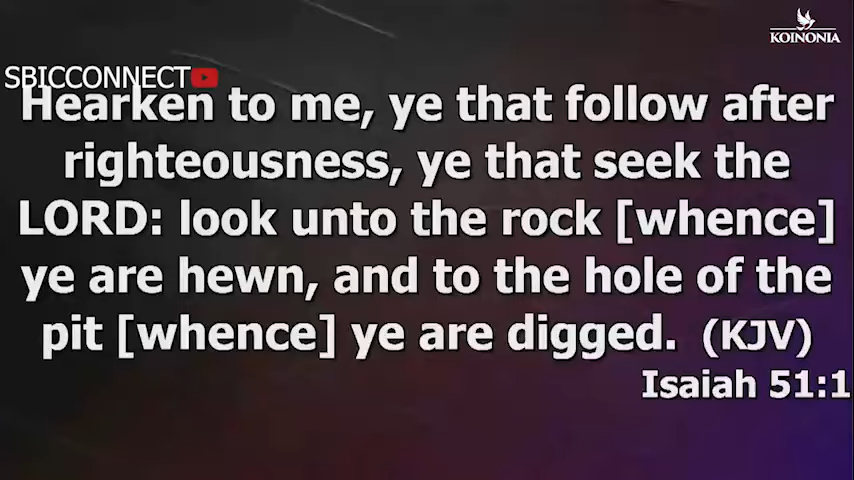 KOINONIA
SBICCONNECT
Hearken to me, ye that follow after
righteousness, ye that seek the
LORD: look unto the rock [whence]
ye are hewn, and to the hole of the
pit [whence] ye are digged. (KJV)
Isaiah 51:1